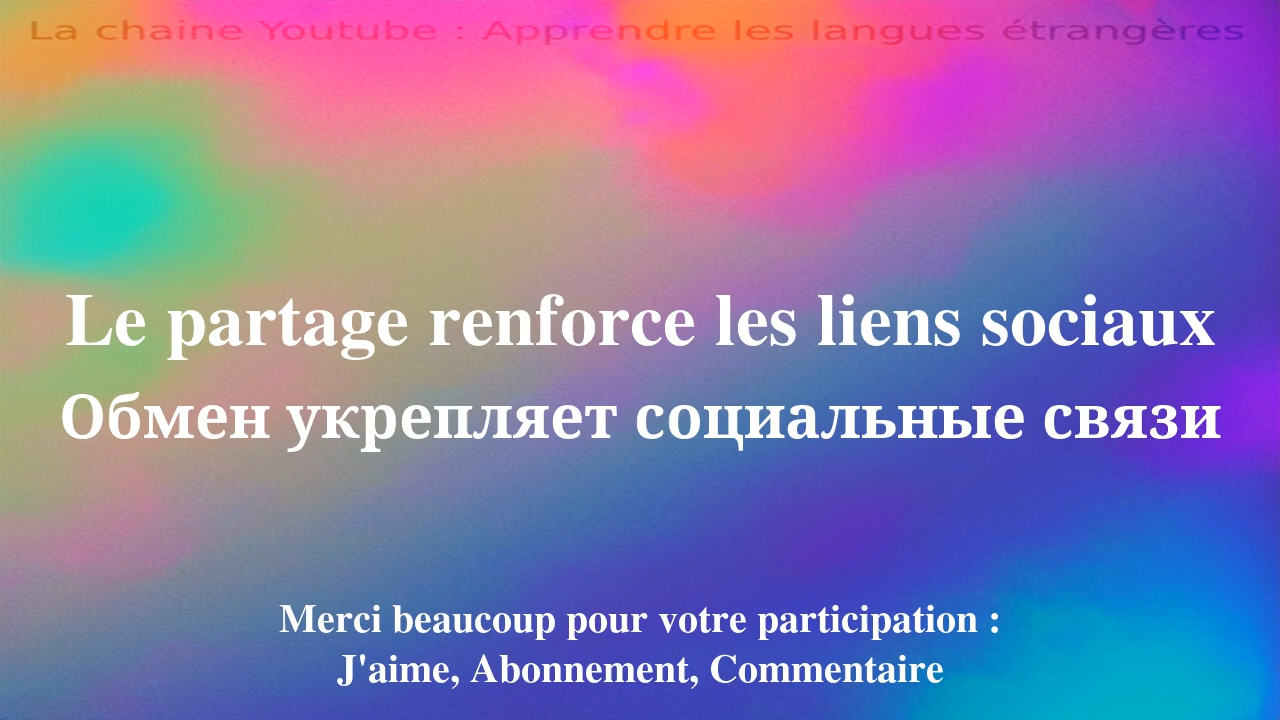 La chaine Youtube : Apprendre les langues étrangères
Le partage renforce les liens sociaux
Обмен укрепляет социальные связи
Merci beaucoup pour votre participation :
J'aime, Abonnement, Commentaire